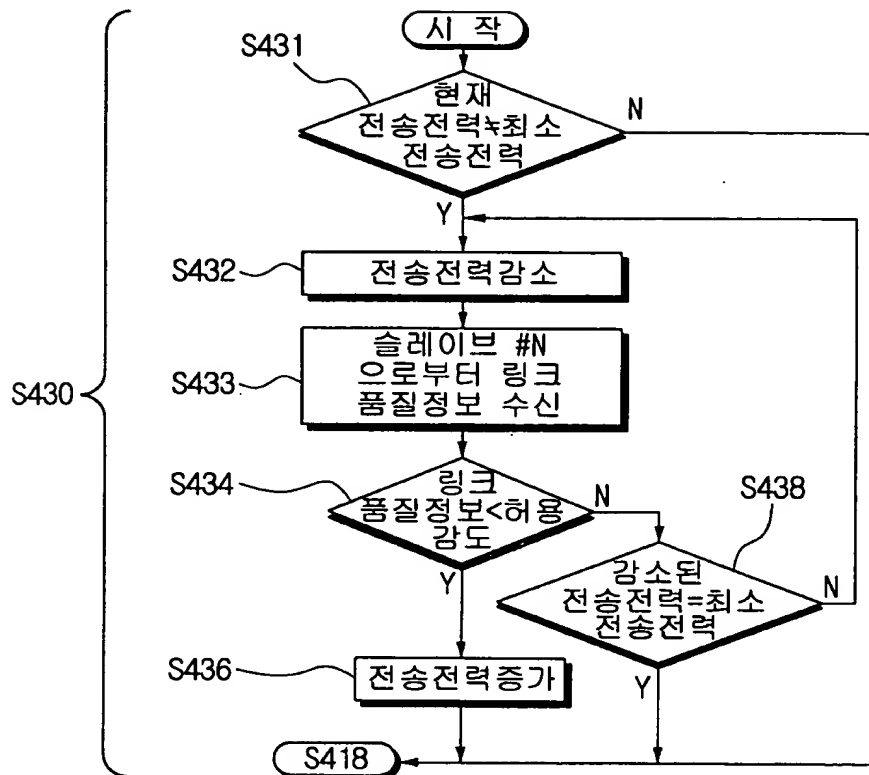 시 작
S431
현재
전송전력≒최소
전송전력
N
Y
S432
전송전력감소
S433
슬레이브 #N
으로부터 링크
품질정보 수신
S430
S434
링크
품질정보<허용
감도
N
Y
S438
감소된
전송전력=최소
전송전력
N
Y
S436
전송전력증가
S418